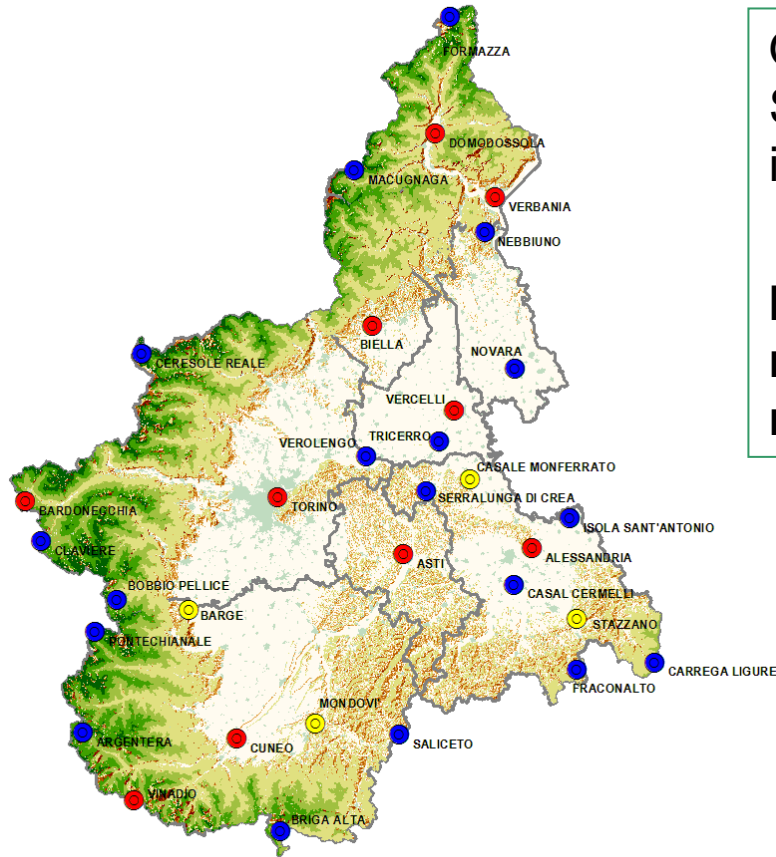 FORMAZZA
DOMODOSSOLA
MACUGNAGA
VERBANIA
NEBBIUNO
BIELLA
CERESOLE REALE
NOVARA
VERCELLI
TRICERRO
VEROLENGO
CASALE MONFERRATO
SERRALUNGA DI CREA
BARDONECCHIA
TORINO
ISOLA SANT'ANTONIO
CLAVIERE
ALESSANDRIA
ASTI
BOBBIO PELLICE
CASAL CERMELLI
BARGE
STAZZANO
PONTECHIANALE
CARREGA LIGURE
FRACONALTO
MONDOVI'
ARGENTERA
CUNEO
SALICETO
VINADIO
BRIGA ALTA